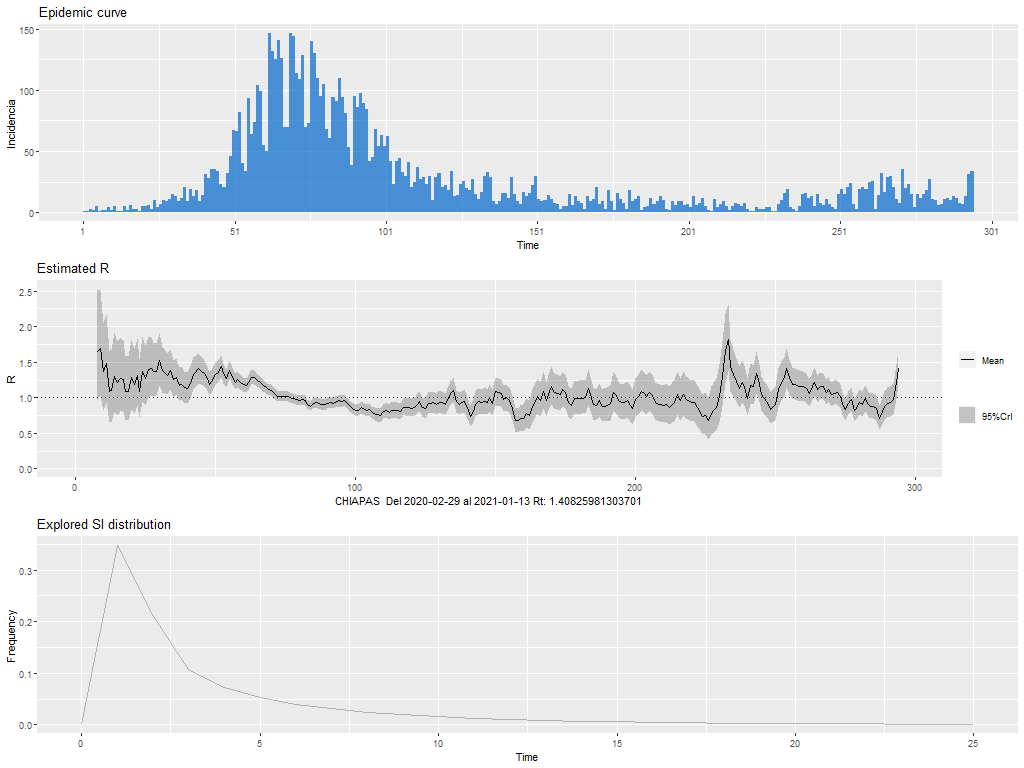 Epidemic curve
150
100
50
0
Incidencia
1
51
101
151
201
251
301
Time
Estimated R
2.5
2.0
1.5
1.0
0.5
0.0
R
0
100
200
300
CHIAPAS Del 2020-02-29 al 2021-01-13 Rt: 1.40825981303701
Mean
95%CrI
Explored SI distribution
0.3
0.2
0.1
0.0
Frequency
0
5
10
15
20
25
Time